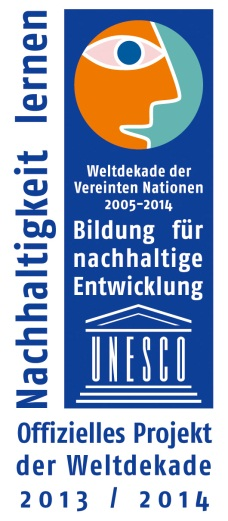 Nachhaltigkeit lernen
Weltdekade der
Vereinten Nationen
2005–2014
Bildung für
nachhaltige
Entwicklung
UNESCO
Offizielles Projekt
der Weltdekade
2013 / 2014